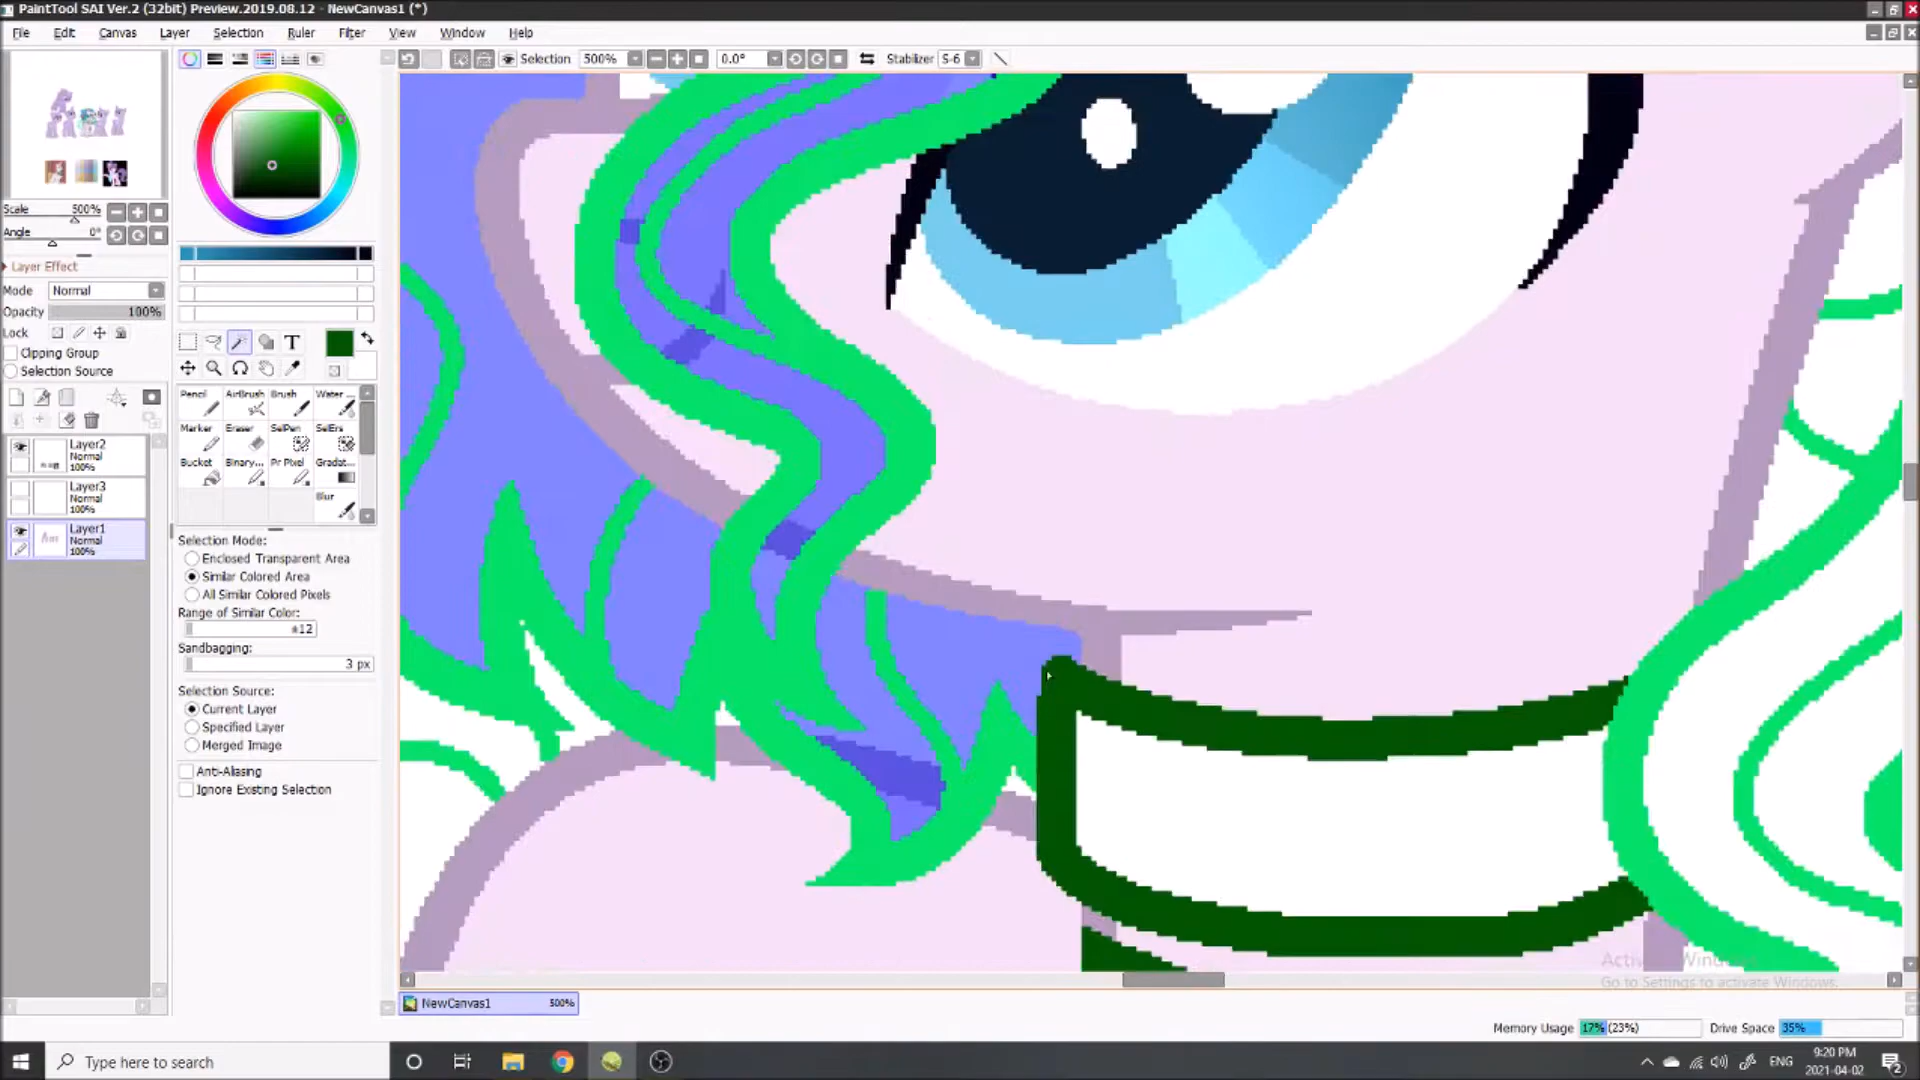 PaintTool SAI Ver.2 (32bit) Preview.2019.08.12 - NewCanvas1 (*)
File Edit Canvas Layer Selection Ruler Filter View Window Help
Selection 500% 0.0° Stabilizer S-6
Scale 500%
Angle 0°
Layer Effect
Mode Normal
Opacity 100%
Lock
Clipping Group
Selection Source
Layer2
Normal
100%
Layer3
Normal
100%
Layer1
Normal
100%
T
Pencil AirBrush Brush Water ...
Marker Eraser SelPen SelErs
Bucket Binary... Pr Pixel Gradat...
Blur
Selection Mode:
Enclosed Transparent Area
Similar Colored Area
All Similar Colored Pixels
Range of Similar Color:
±12
Sandbagging:
3 px
Selection Source:
Current Layer
Specified Layer
Merged Image
Anti-Aliasing
Ignore Existing Selection
Go to Settings to activate Windows.
NewCanvas1 500%
Memory Usage 17% (23%) Drive Space 35%
Type here to search
ENG
9:20 PM
2021-04-02
2